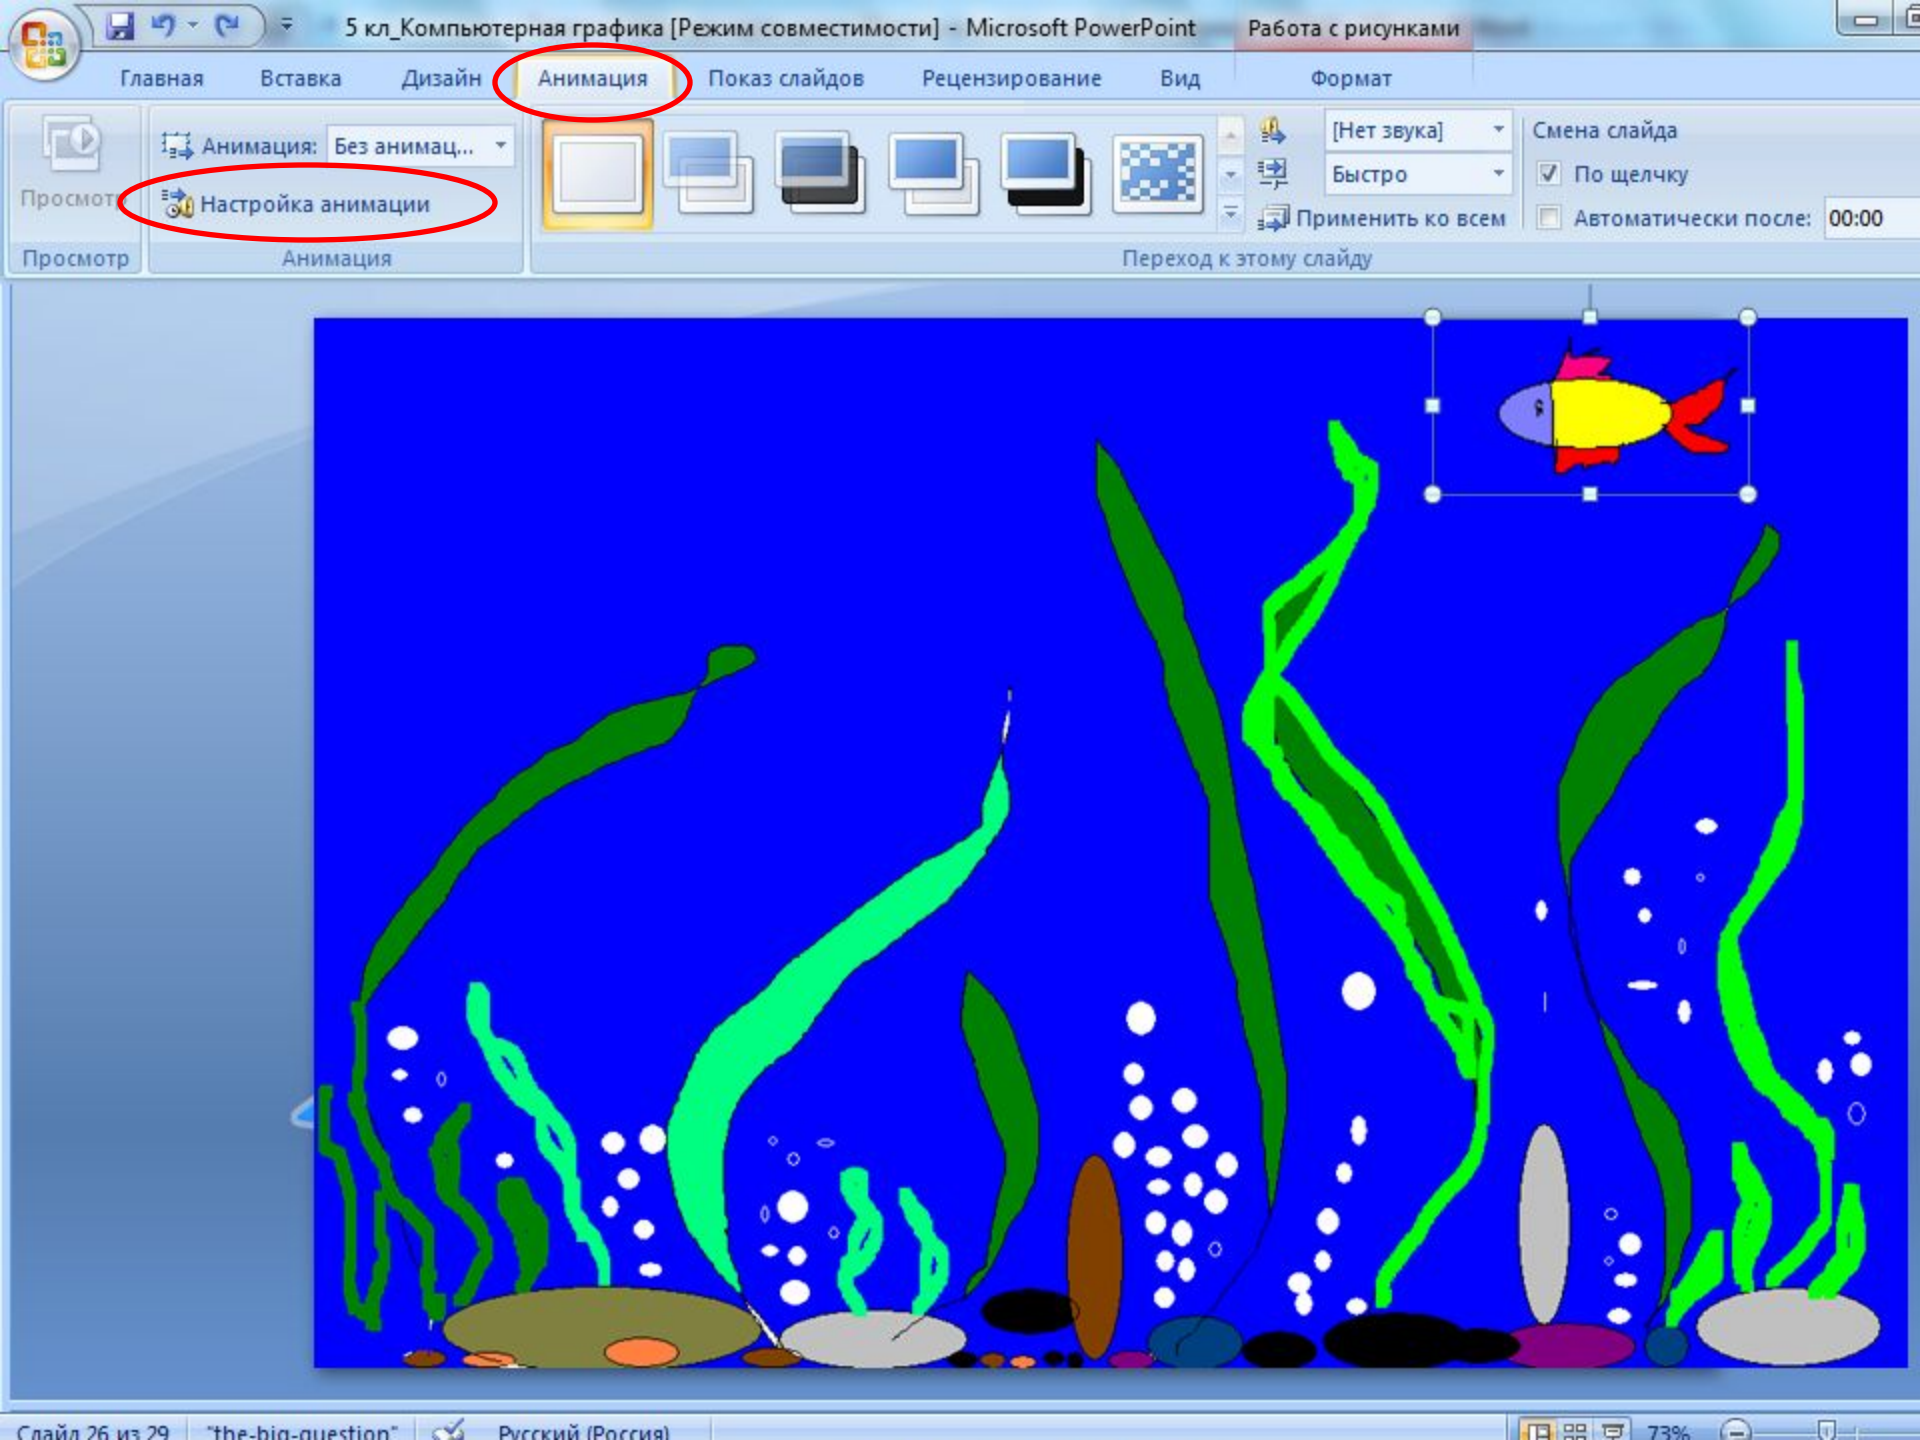 5 кл_Компьютерная графика [Режим совместимости] - Microsoft PowerPoint
Работа с рисунками
Главная Вставка Дизайн Анимация Показ слайдов Рецензирование Вид Формат
Просмотр
Анимация: Без анимац...
Настройка анимации
[Нет звука]
Быстро
Применить ко всем
Смена слайда
По щелчку
Автоматически после: 00:00
Просмотр Анимация Переход к этому слайду
Слайд 26 из 29 "the-big-question" Русский (Россия) 73%